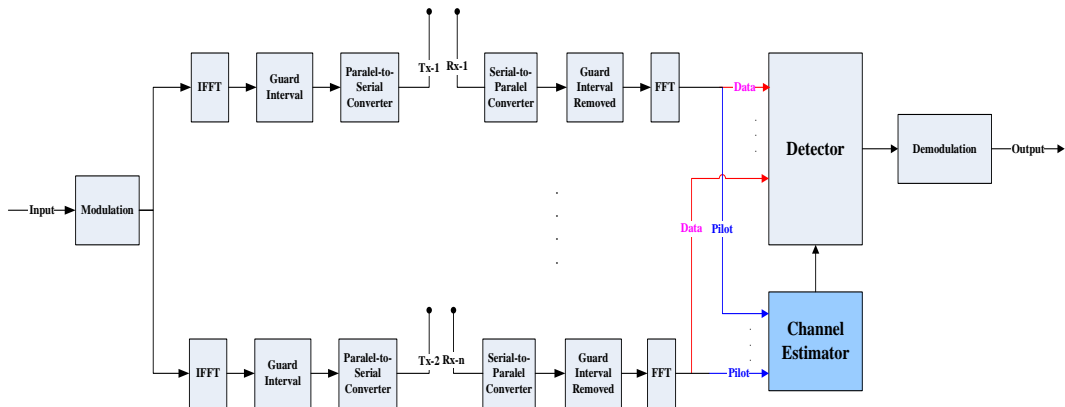 Input
Modulation
IFFT
Guard
Interval
Paralel-to-
Serial
Converter
Tx-1
Rx-1
Serial-to-
Paralel
Converter
Guard
Interval
Removed
FFT
Data
Detector
Demodulation
Output
Data
Pilot
IFFT
Guard
Interval
Paralel-to-
Serial
Converter
Tx-2
Rx-n
Serial-to-
Paralel
Converter
Guard
Interval
Removed
FFT
Pilot
Channel
Estimator